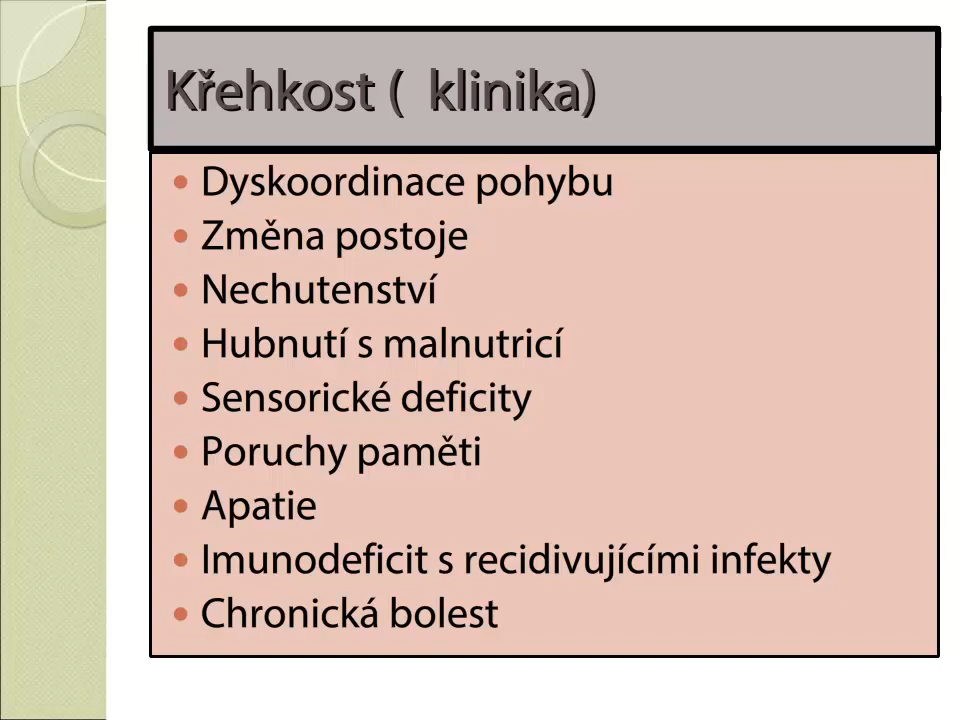 Křehkost (  klinika)
Dyskoordinace pohybu
Změna postoje
Nechutenství
Hubnutí s malnutricí
Sensorické deficity
Poruchy paměti
Apatie
Imunodeficit s recidivujícími infekty
Chronická bolest